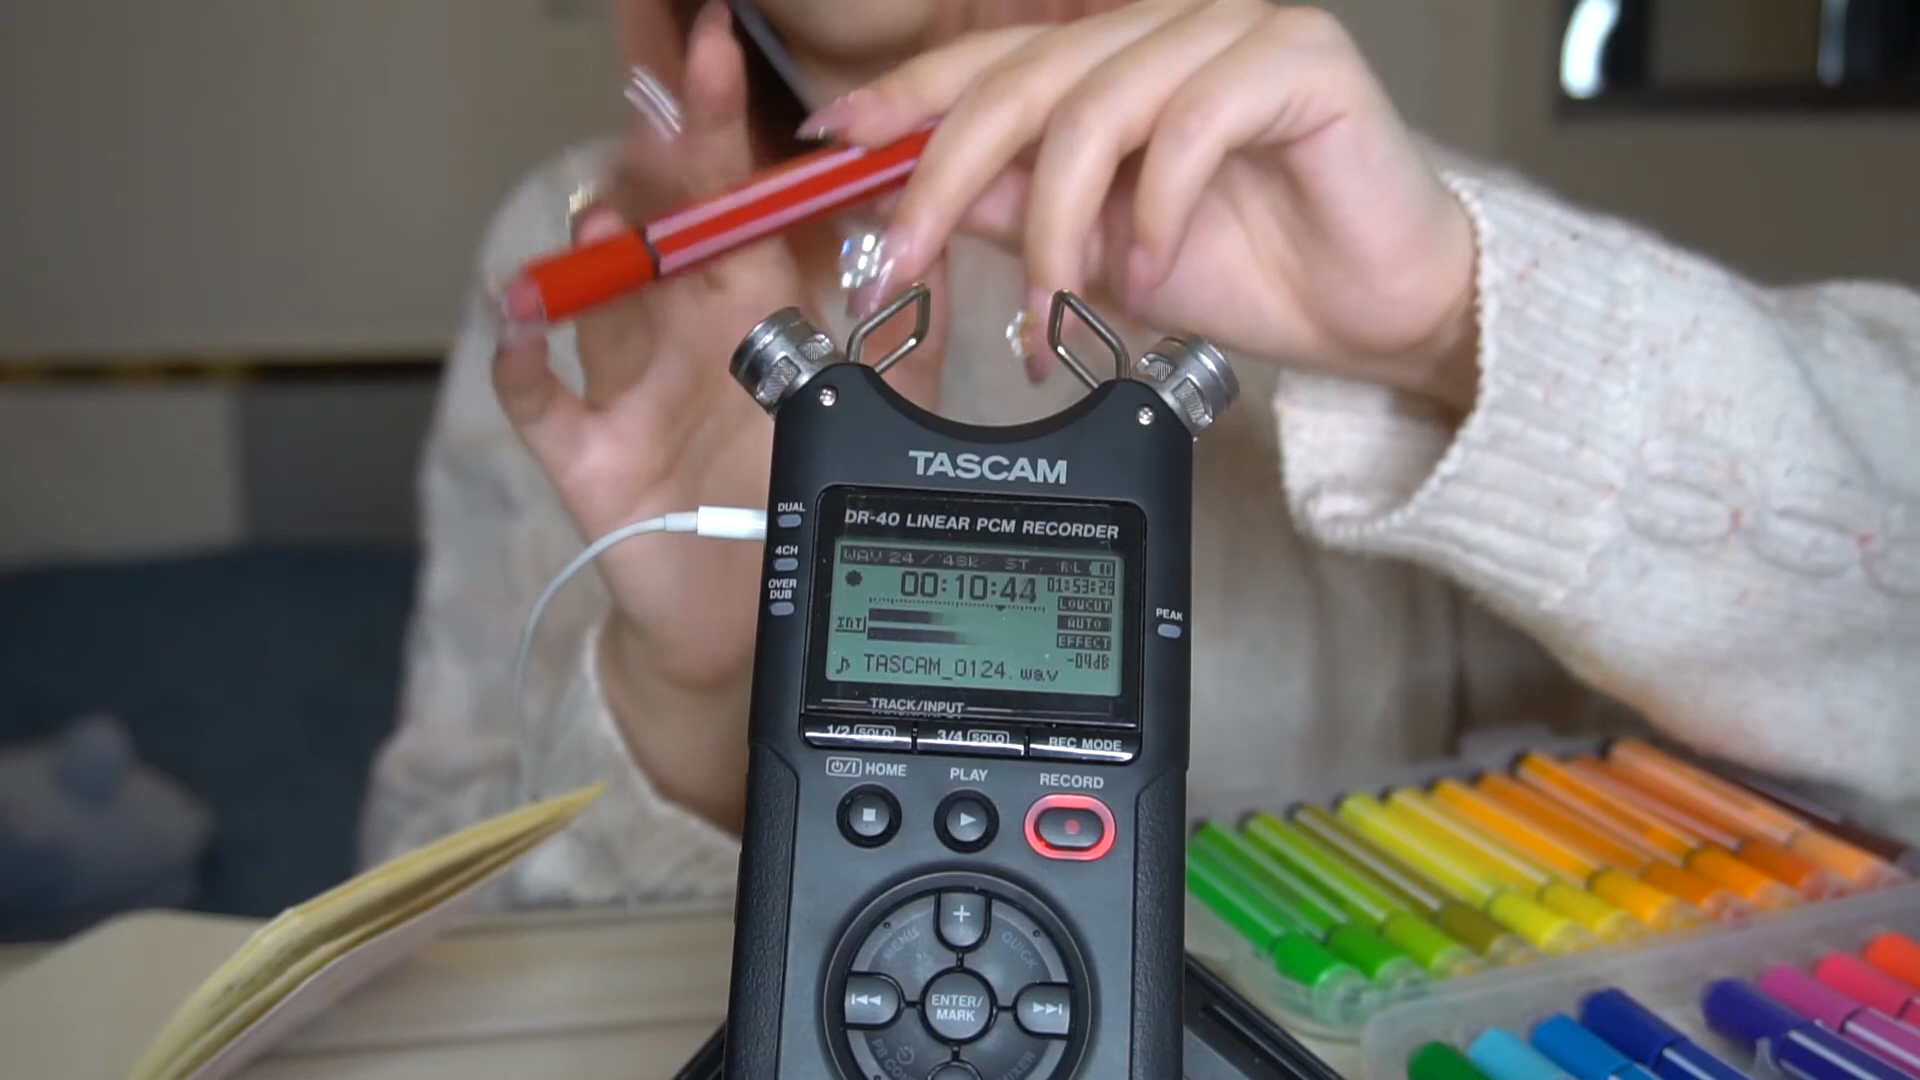 TASCAM
DR-40 LINEAR PCM RECORDER
DUAL
4CH
OVER
DUB
PEAK
WAV 24 / 48k ST
00:10:44 01:53:29
LOWCUT
AUTO
INT
EFFECT
-04dB
TASCAM_0124.wav
TRACK/INPUT
1/2 SOLO 3/4 SOLO REC MODE
HOME PLAY RECORD
MENU QUICK
ENTER/
MARK